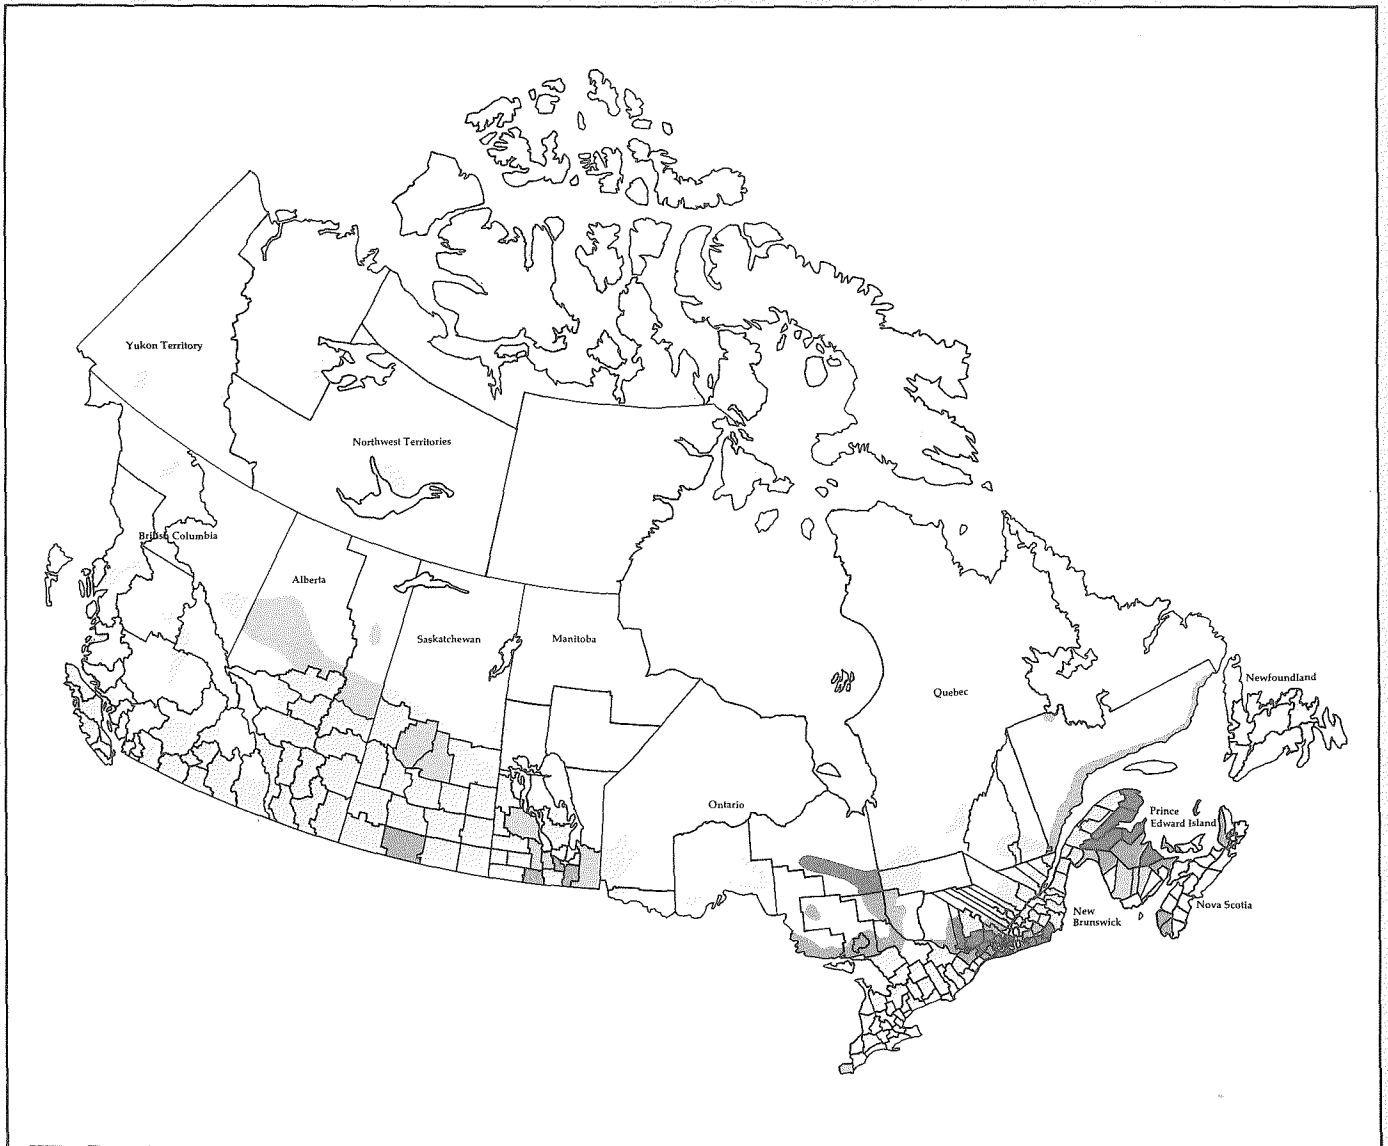 Yukon Territory
Northwest Territories
British Columbia
Alberta
Saskatchewan
Manitoba
Newfoundland
Quebec
Ontario
Prince
Edward Island
Nova Scotia
New
Brunswick